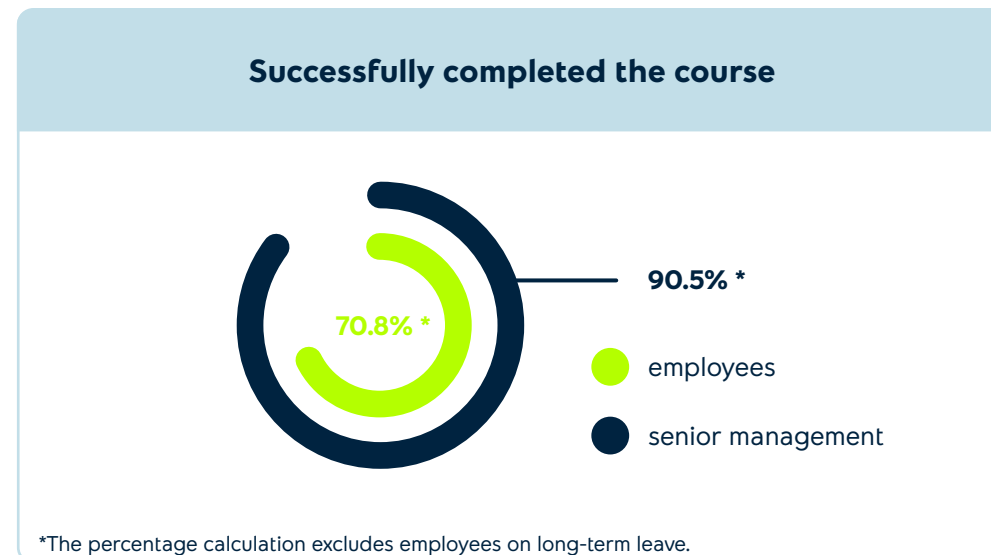 Successfully completed the course
90.5% *
70.8% *
employees
senior management
*The percentage calculation excludes employees on long-term leave.